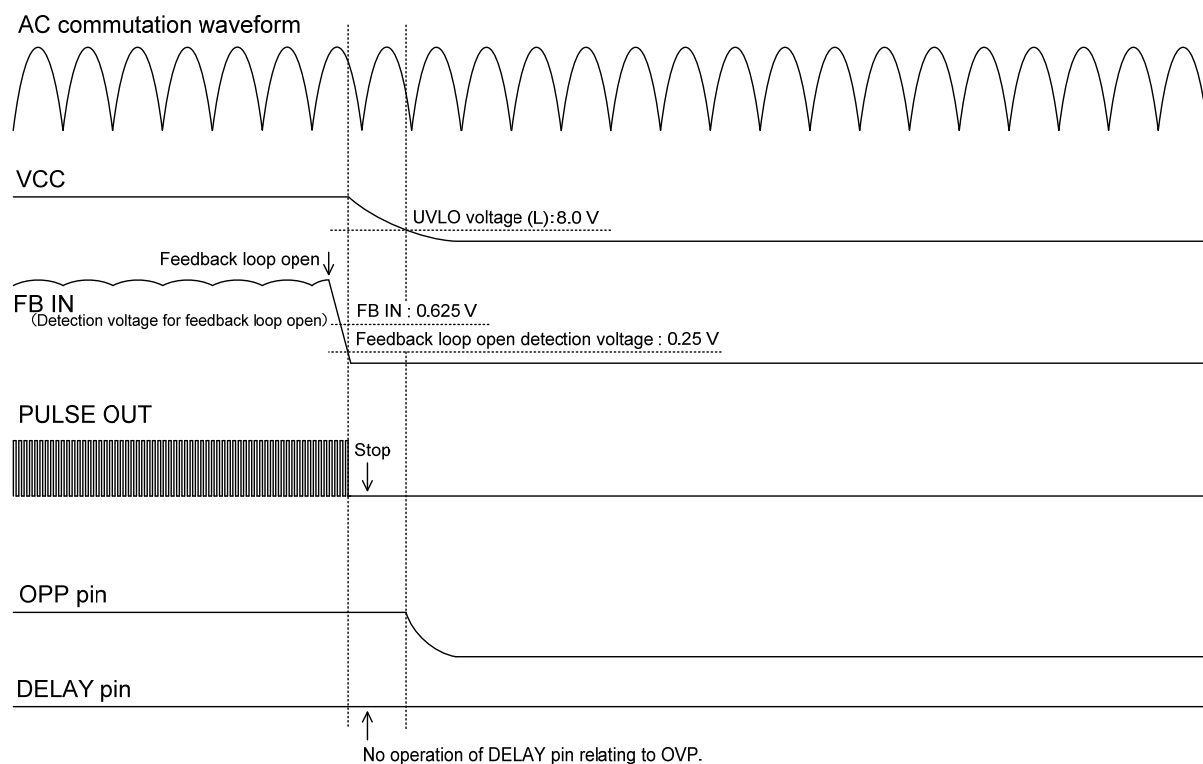 AC commutation waveform
VCC
UVLO voltage (L):8.0 V
Feedback loop open
FB IN
(Detection voltage for feedback loop open)
FB IN : 0.625 V
Feedback loop open detection voltage : 0.25 V
PULSE OUT
Stop
OPP pin
DELAY pin
No operation of DELAY pin relating to OVP.